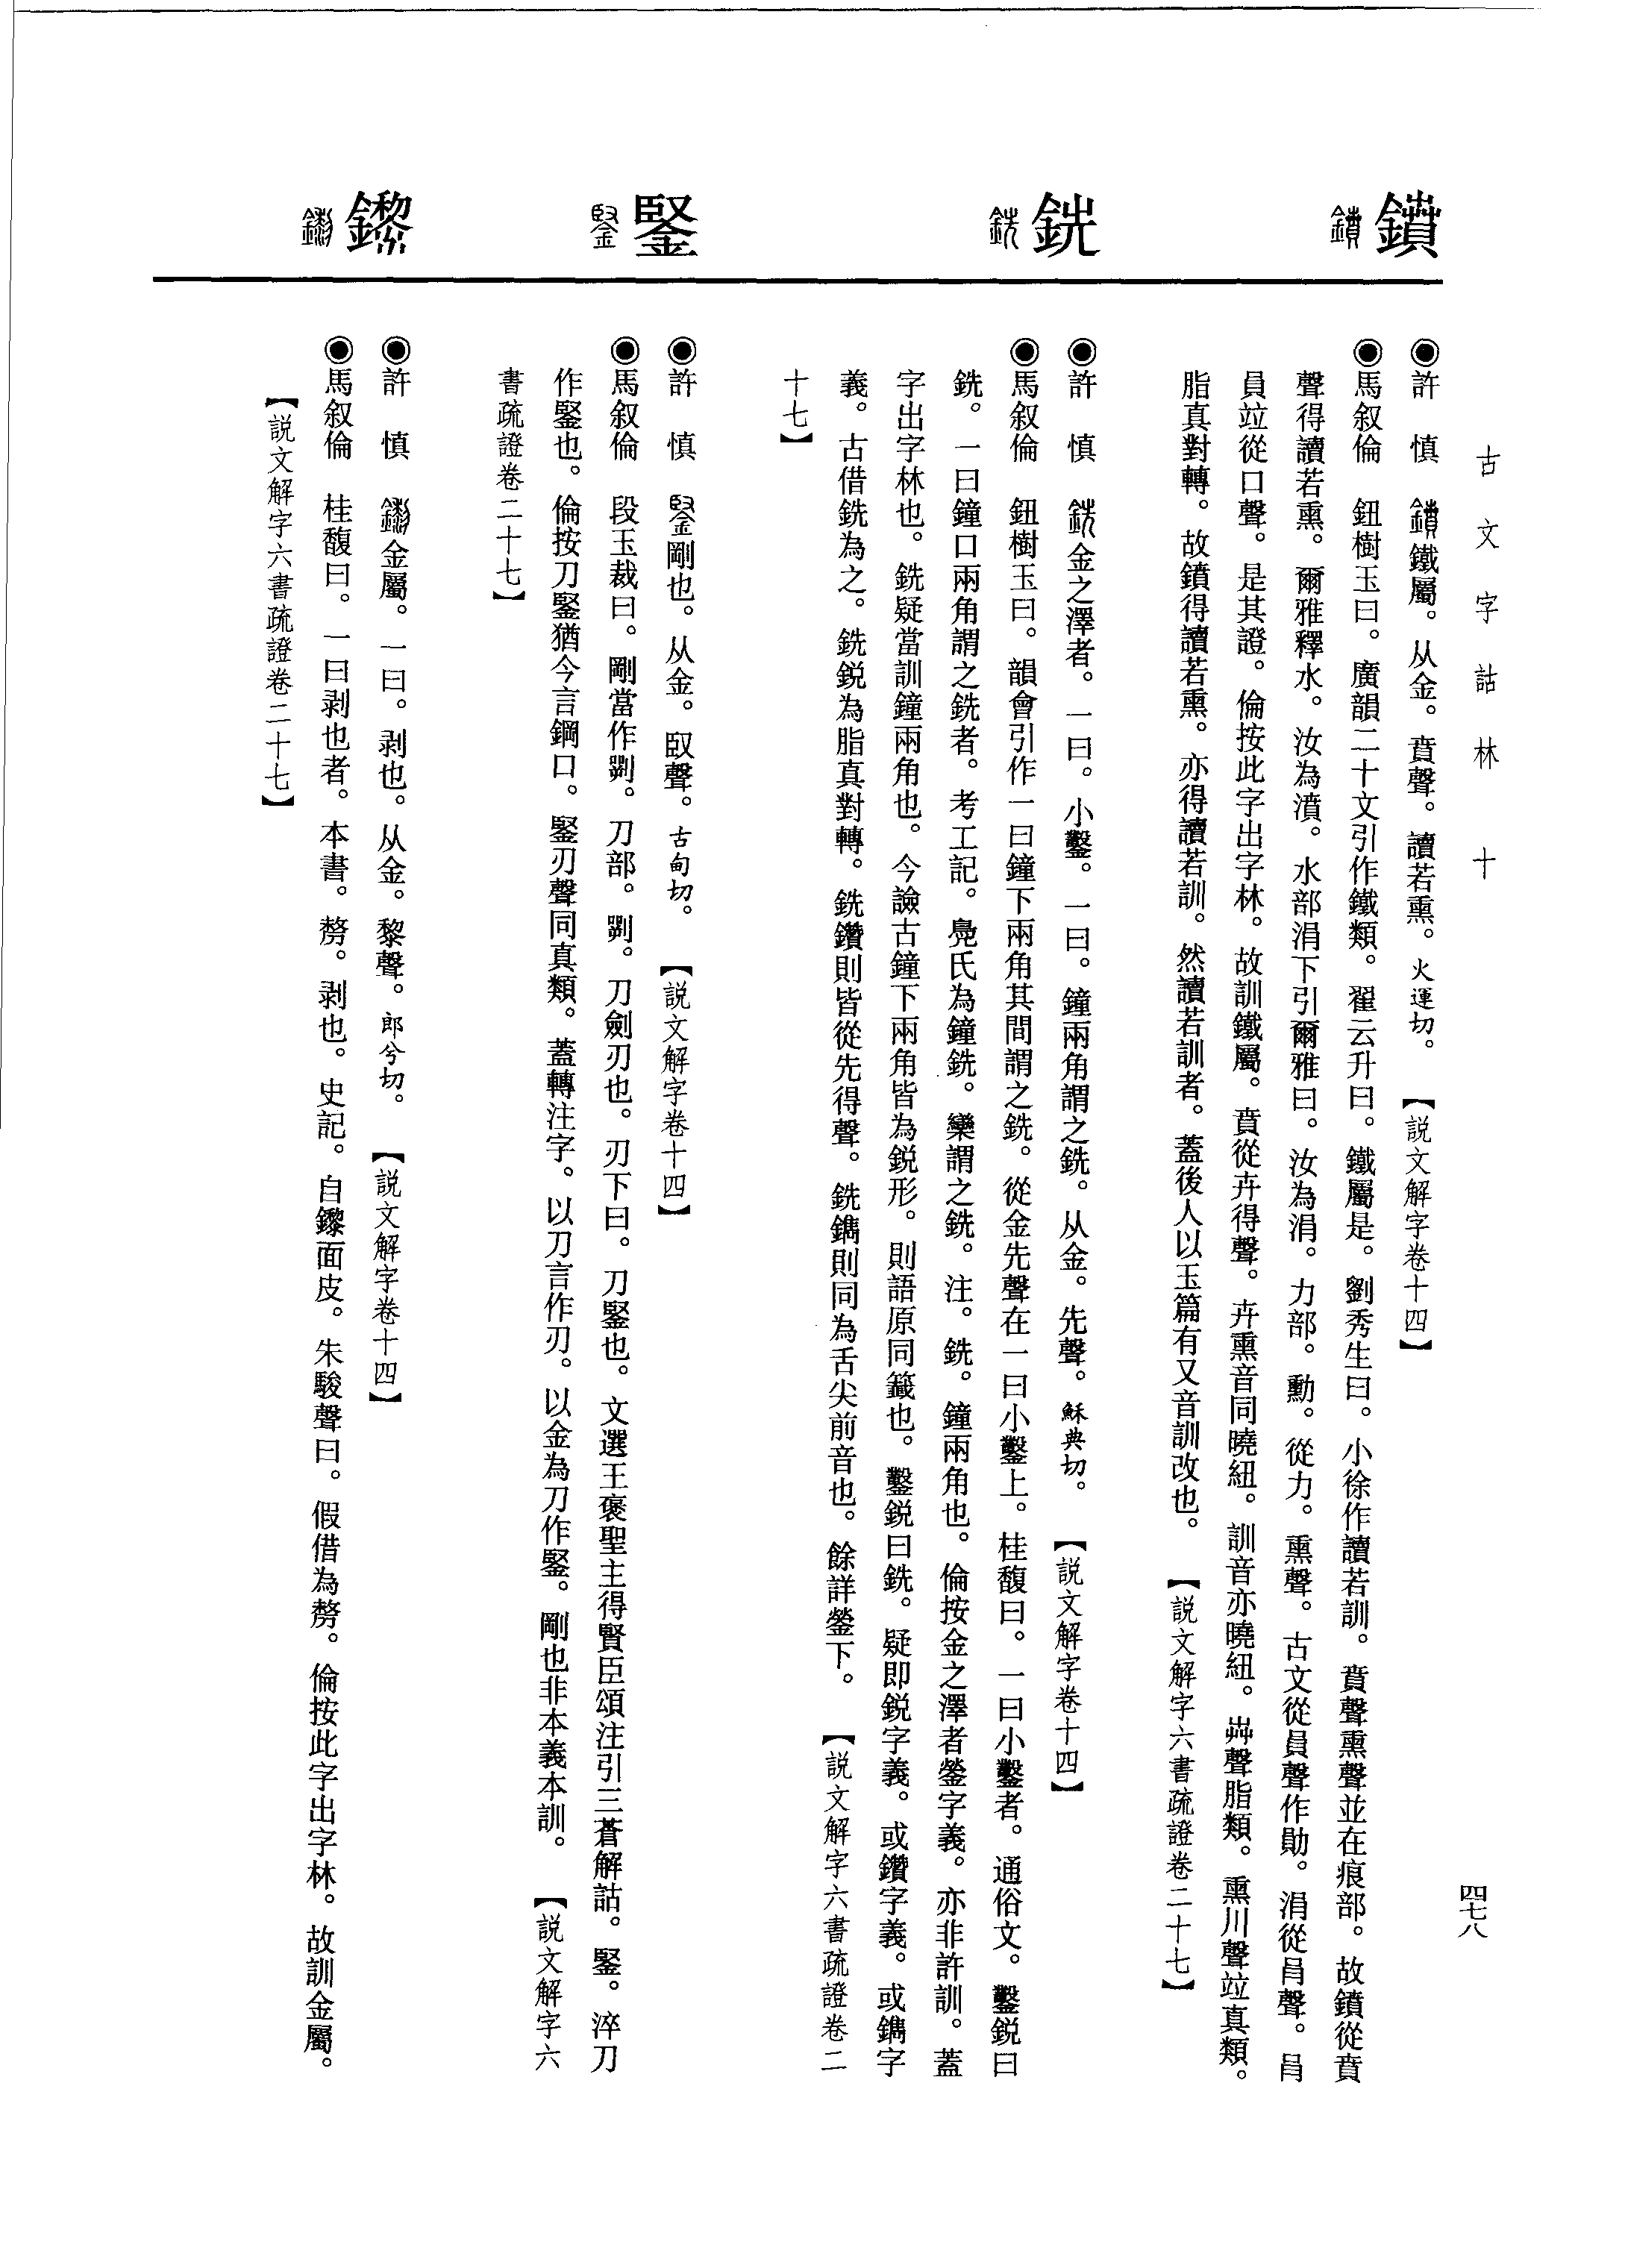 古文字詁林 十
四七八
鐼
●許 慎 鐵屬。从金。賁聲。讀若熏。火運切。 【説文解字卷十四】
●馬叙倫 鈕樹玉曰。廣韻二十文引作鐵類。翟云升曰。鐵屬是。劉秀生曰。小徐作讀若訓。賁聲熏聲並在痕部。故鐼從賁
聲得讀若熏。爾雅釋水。汝為濆。水部涓下引爾雅曰。汝為涓。力部。勳。從力。熏聲。古文從員聲作勛。涓從肙聲。肙
員竝從口聲。是其證。倫按此字出字林。故訓鐵屬。賁從卉得聲。卉熏音同曉紐。訓音亦曉紐。艸聲脂類。熏川聲竝真類。
脂真對轉。故鐼得讀若熏。亦得讀若訓。然讀若訓者。蓋後人以玉篇有又音訓改也。 【説文解字六書疏證卷二十七】
銑
●許 慎 金之澤者。一曰。小鑿。一曰。鐘兩角謂之銑。从金。先聲。穌典切。 【説文解字卷十四】
●馬叙倫 鈕樹玉曰。韻會引作一曰鐘下兩角其間謂之銑。從金先聲在一曰小鑿上。桂馥曰。一曰小鑿者。通俗文。鑿鋭曰
銑。一曰鐘口兩角謂之銑者。考工記。鳧氏為鐘銑。欒謂之銑。注。銑。鐘兩角也。倫按金之澤者鎣字義。亦非許訓。蓋
字出字林也。銑疑當訓鐘兩角也。今譣古鐘下兩角皆為鋭形。則語原同籤也。鑿鋭曰銑。疑即鋭字義。或鑽字義。或鐫字
義。古借銑為之。銑鋭為脂真對轉。銑鑽則皆從先得聲。銑鐫則同為舌尖前音也。餘詳鎣下。 【説文解字六書疏證卷二
十七】
鋻
●許 慎 剛也。从金。臤聲。古甸切。 【説文解字卷十四】
●馬叙倫 段玉裁曰。剛當作剠。刀部。剠。刀劍刃也。刃下曰。刀鋻也。文選王褒聖主得賢臣頌注引三蒼解詁。鋻。淬刀
作鋻也。倫按刀鋻猶今言鋼口。鋻刃聲同真類。蓋轉注字。以刀言作刃。以金為刀作鋻。剛也非本義本訓。 【説文解字六
書疏證卷二十七】
鑗
●許 慎 金屬。一曰。剥也。从金。黎聲。郎兮切。 【説文解字卷十四】
●馬叙倫 桂馥曰。一曰剥也者。本書。剺。剥也。史記。自鑗面皮。朱駿聲曰。假借為剺。倫按此字出字林。故訓金屬。
【説文解字六書疏證卷二十七】